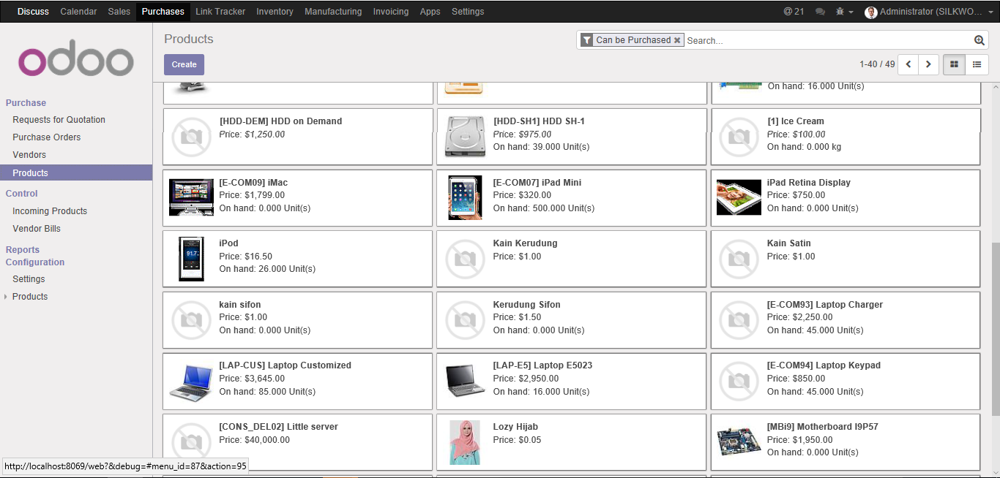 Discuss Calendar Sales Purchases Link Tracker Inventory Manufacturing Invoicing Apps Settings @ 21 Administrator (SILKWO...
odoo
Purchase
Requests for Quotation
Purchase Orders
Vendors
Products
Control
Incoming Products
Vendor Bills
Reports
Configuration
Settings
Products
Products
Can be Purchased Search...
Create
1-40 / 49
On hand: 16.000 Unit(s)
[HDD-DEM] HDD on Demand
Price: $1,250.00
[HDD-SH1] HDD SH-1
Price: $975.00
On hand: 39.000 Unit(s)
[1] Ice Cream
Price: $100.00
On hand: 0.000 kg
[E-COM09] iMac
Price: $1,799.00
On hand: 0.000 Unit(s)
[E-COM07] iPad Mini
Price: $320.00
On hand: 500.000 Unit(s)
iPad Retina Display
Price: $750.00
On hand: 0.000 Unit(s)
iPod
Price: $16.50
On hand: 26.000 Unit(s)
Kain Kerudung
Price: $1.00
Kain Satin
Price: $1.00
kain sifon
Price: $1.00
On hand: 0.000 Unit(s)
Kerudung Sifon
Price: $1.50
On hand: 0.000 Unit(s)
[E-COM93] Laptop Charger
Price: $2,250.00
On hand: 45.000 Unit(s)
[LAP-CUS] Laptop Customized
Price: $3,645.00
On hand: 85.000 Unit(s)
[LAP-E5] Laptop E5023
Price: $2,950.00
On hand: 16.000 Unit(s)
[E-COM94] Laptop Keypad
Price: $850.00
On hand: 45.000 Unit(s)
[CONS_DEL02] Little server
Price: $40,000.00
Lozy Hijab
Price: $0.05
[MBi9] Motherboard I9P57
Price: $1,950.00
On hand: 0.000 Unit(s)
http://localhost:8069/web?&debug=#menu_id=87&action=95